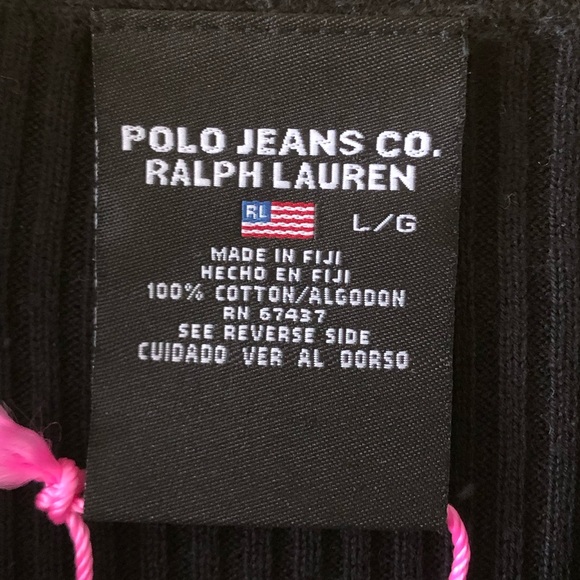 POLO JEANS CO.
RALPH LAUREN
RL L/G
MADE IN FIJI
HECHO EN FIJI
100% COTTON/ALGODON
RN 67437
SEE REVERSE SIDE
CUIDADO VER AL DORSO